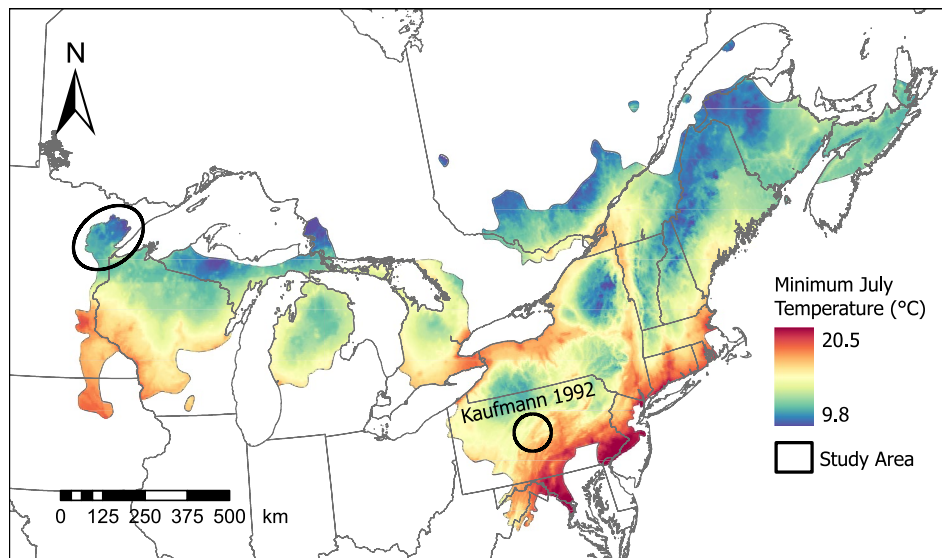 N
Kaufmann 1992
Minimum July
Temperature (°C)
20.5
9.8
Study Area
0 125 250 375 500 km